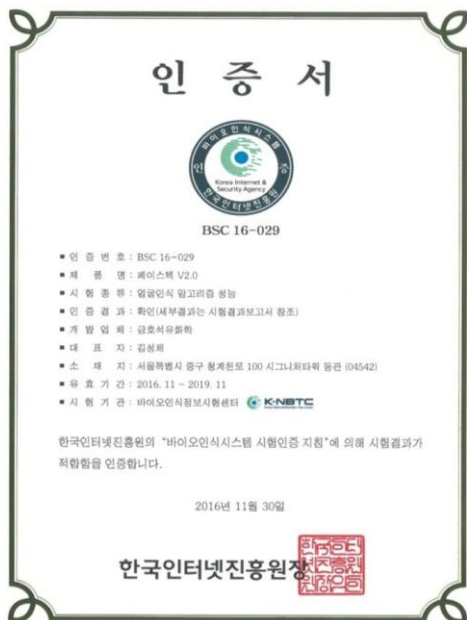 인 증 서
바이오인식시스템
인 증
Korea Internet &
Security Agency
한국인터넷진흥원
BSC 16-029
■ 인 증 번 호 : BSC 16-029
■ 제 품 명 : 페이스택 V2.0
■ 시 험 종 류 : 얼굴인식 알고리즘 성능
■ 인 증 결 과 : 확인(세부결과는 시험결과보고서 참조)
■ 개 발 업 체 : 금호석유화학
■ 대 표 자 : 김성채
■ 소 재 지 : 서울특별시 중구 청계천로 100 시그니쳐타워 동관 (04542)
■ 유 효 기 간 : 2016. 11 ~ 2019. 11
■ 시 험 기 관 : 바이오인식정보시험센터 K-NBTC
한국인터넷진흥원의 "바이오인식시스템 시험인증 지침"에 의해 시험결과가
적합함을 인증합니다.
2016년 11월 30일
한국인터넷진흥원장